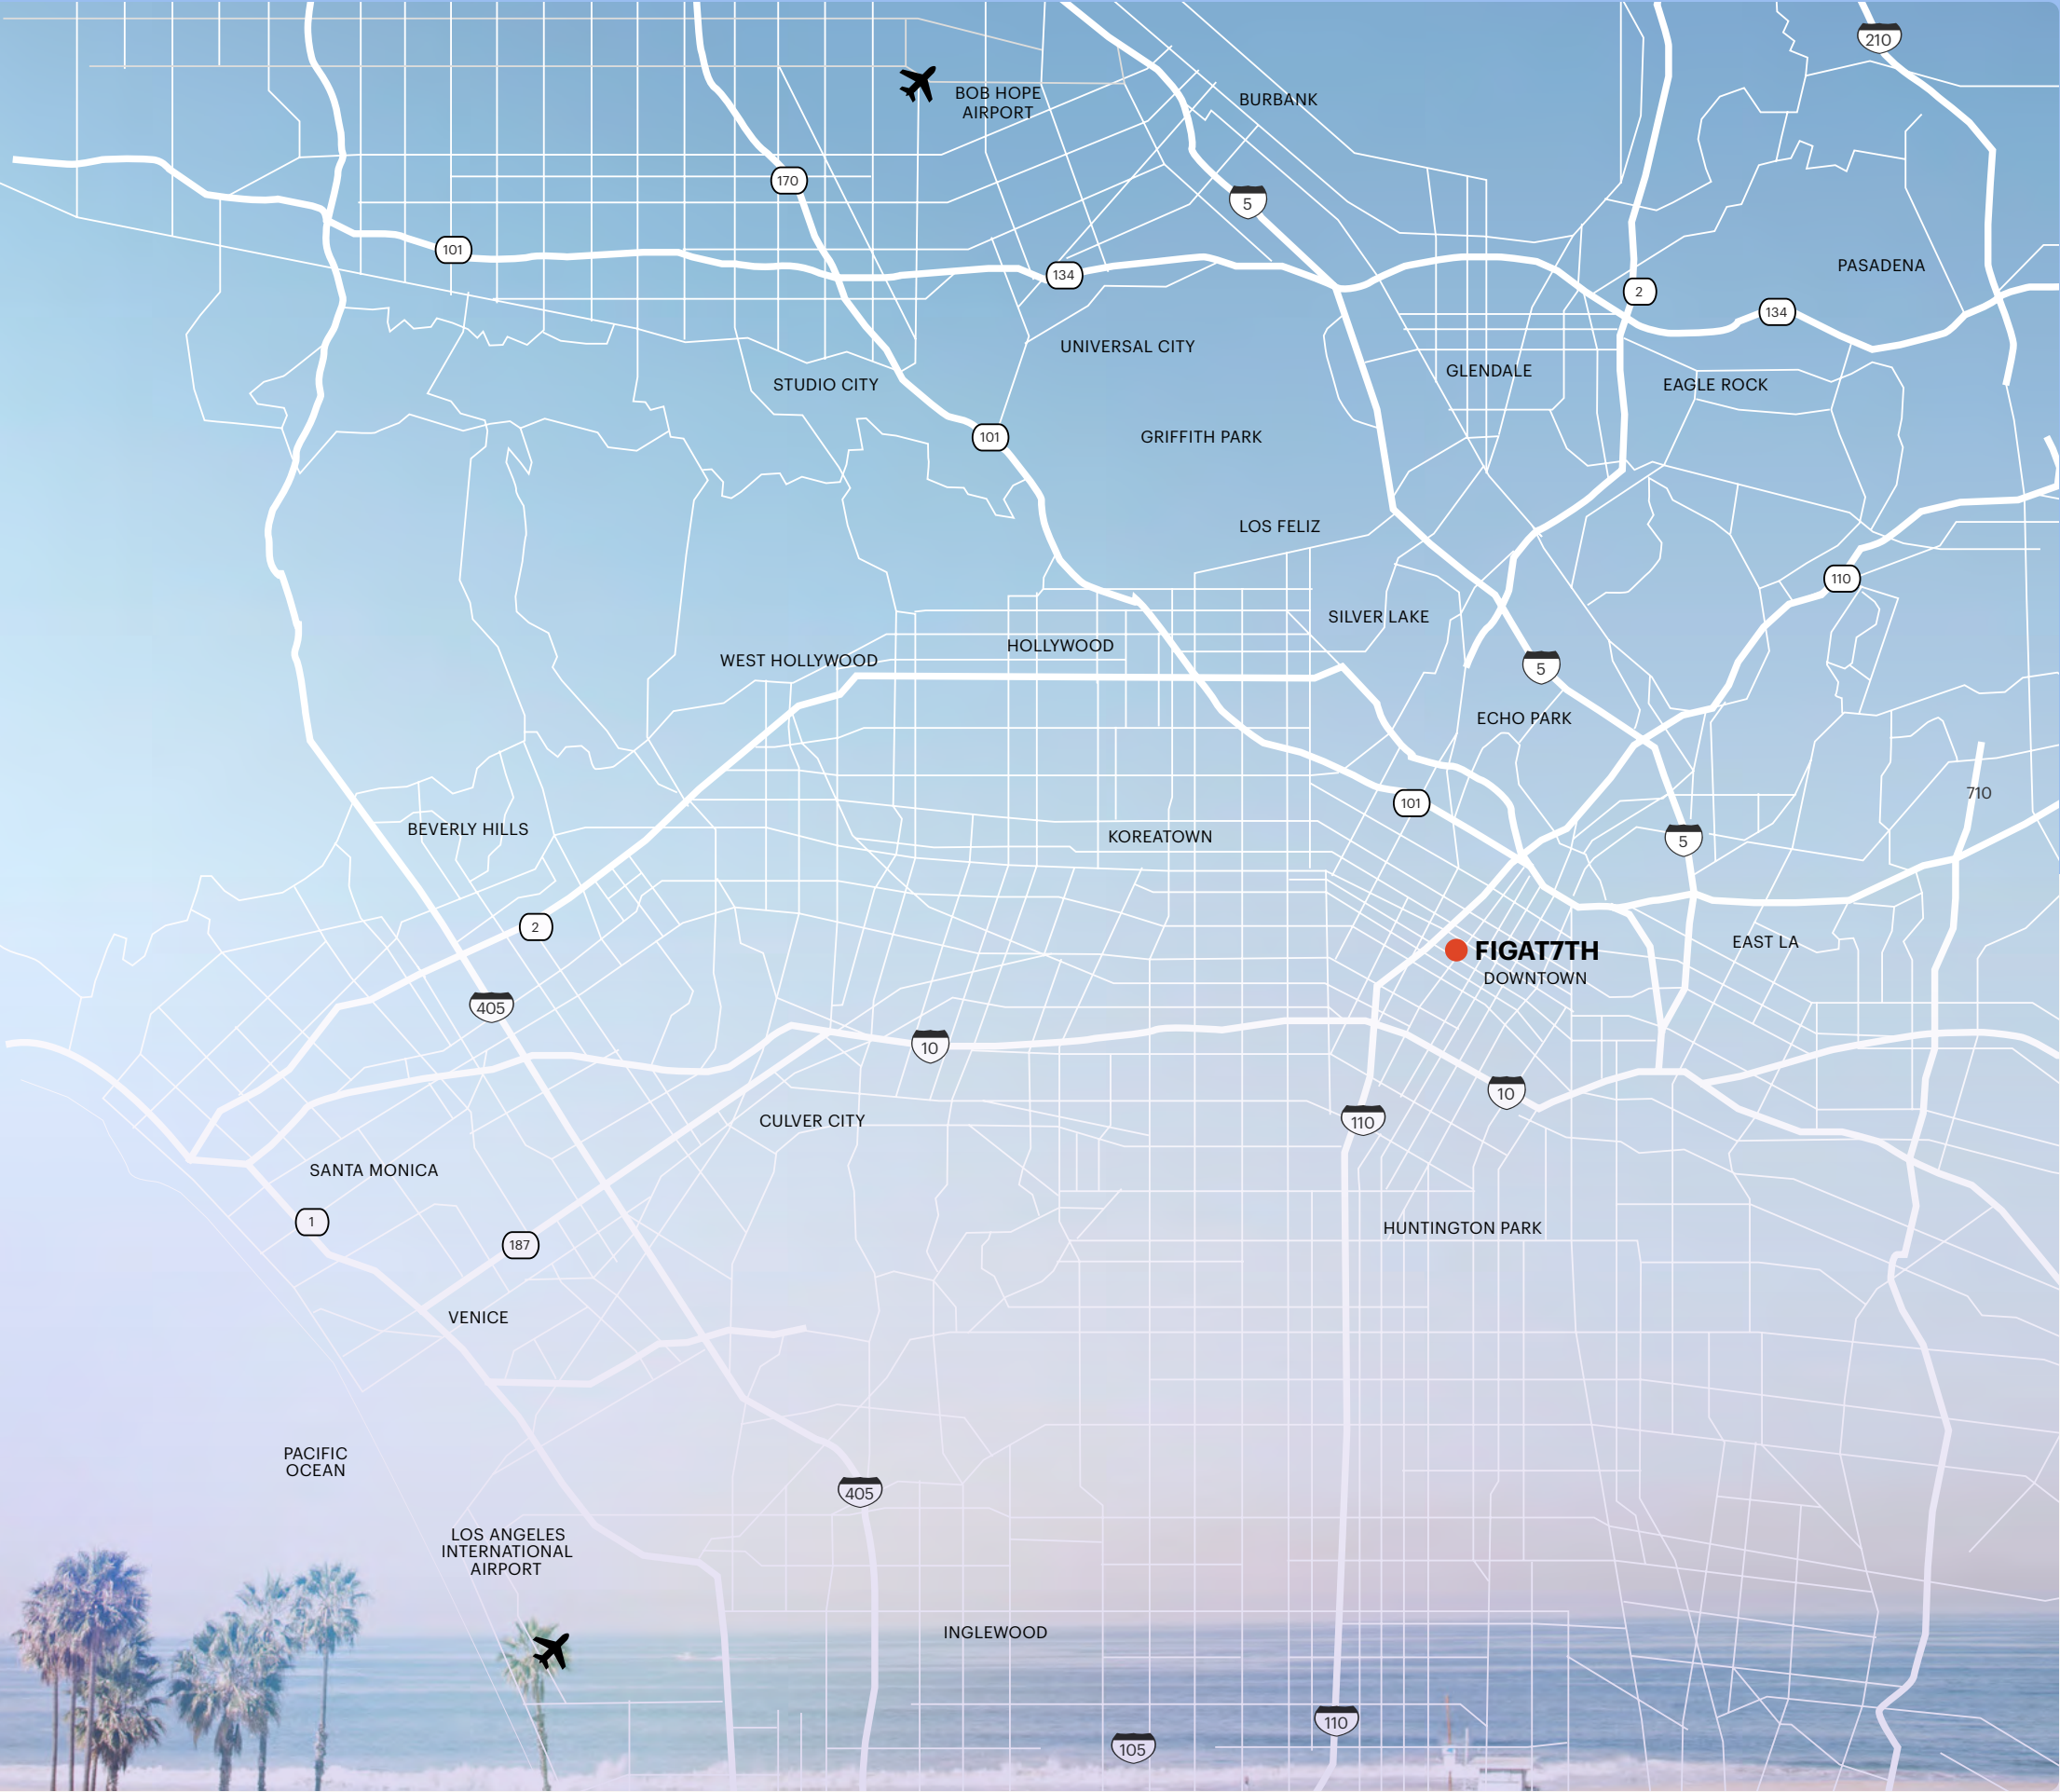 210
BOB HOPE
AIRPORT
BURBANK
170
5
101
134
2
134
PASADENA
UNIVERSAL CITY
STUDIO CITY
GLENDALE
EAGLE ROCK
101
GRIFFITH PARK
LOS FELIZ
110
SILVER LAKE
HOLLYWOOD
WEST HOLLYWOOD
5
ECHO PARK
710
101
BEVERLY HILLS
KOREATOWN
5
2
FIGAT7TH
DOWNTOWN
EAST LA
405
10
10
CULVER CITY
110
SANTA MONICA
1
187
HUNTINGTON PARK
VENICE
PACIFIC
OCEAN
405
LOS ANGELES
INTERNATIONAL
AIRPORT
INGLEWOOD
110
105